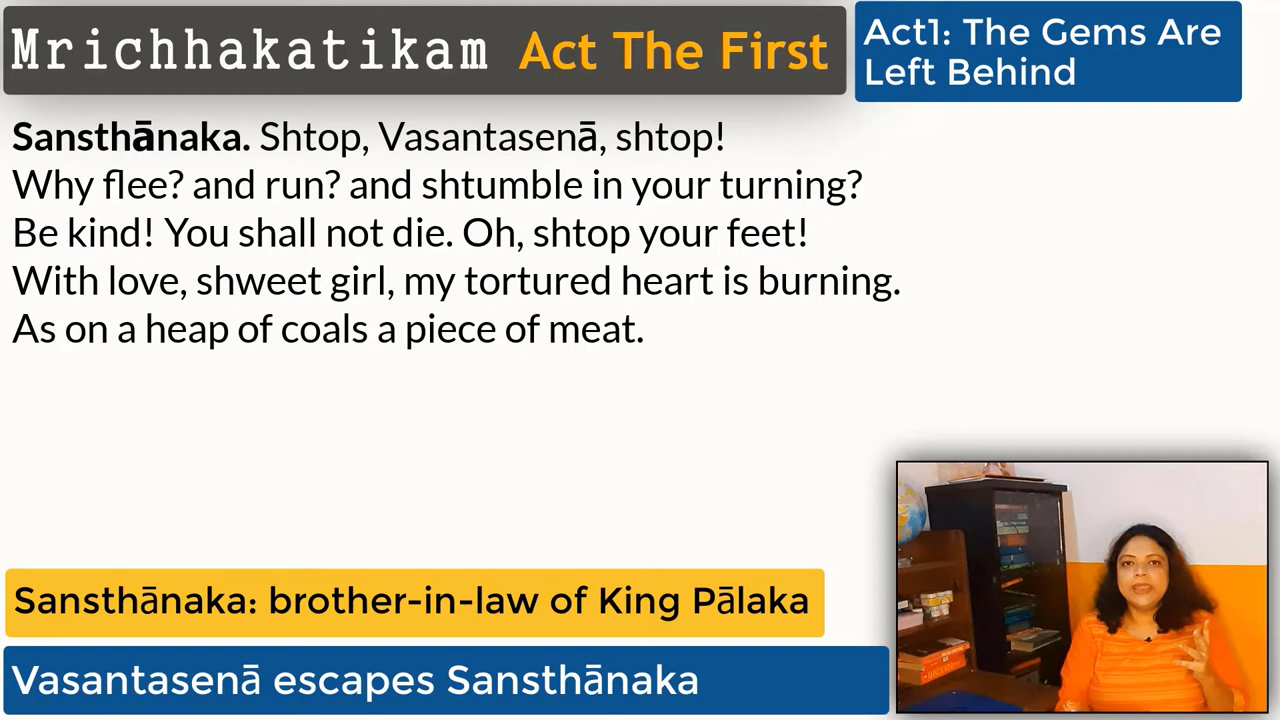 Mrichhakatikam Act The First
Act1: The Gems Are
Left Behind
Sansthānaka. Shtop, Vasantasenā, shtop!
Why flee? and run? and shtumble in your turning?
Be kind! You shall not die. Oh, shtop your feet!
With love, shweet girl, my tortured heart is burning.
As on a heap of coals a piece of meat.
Sansthānaka: brother-in-law of King Pālaka
Vasantasenā escapes Sansthānaka